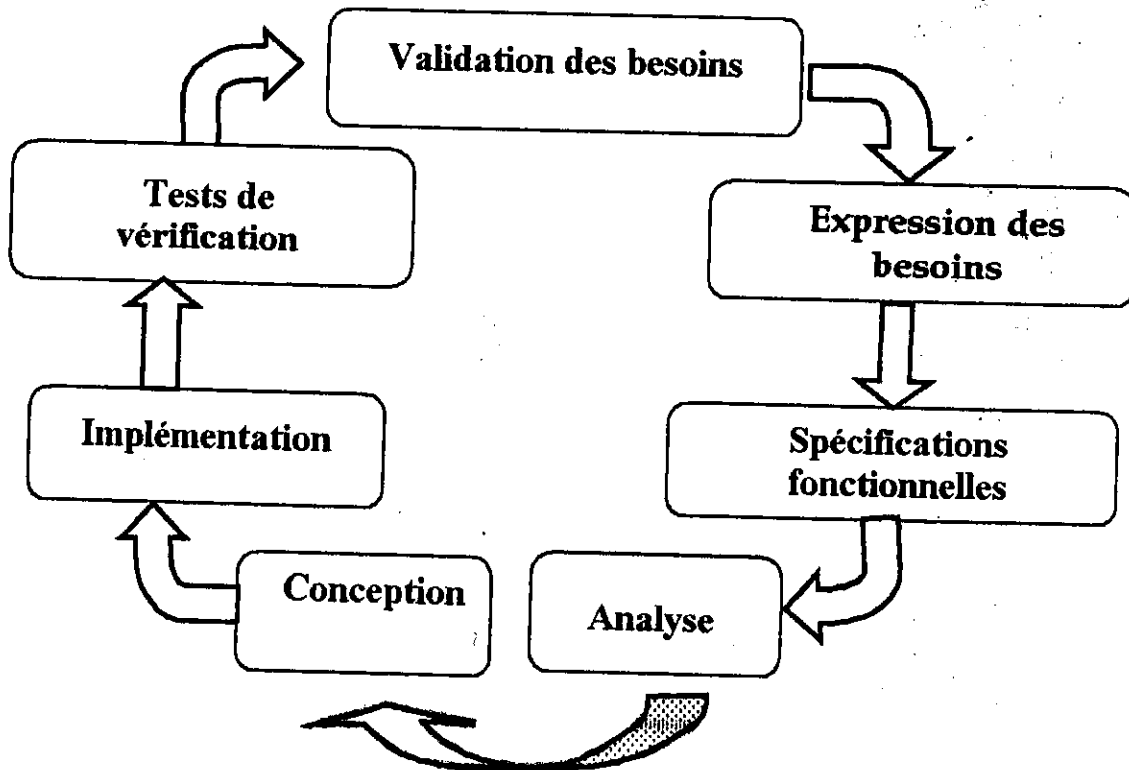 Validation des besoins
Tests de
vérification
Expression des
besoins
Implémentation
Spécifications
fonctionnelles
Conception
Analyse